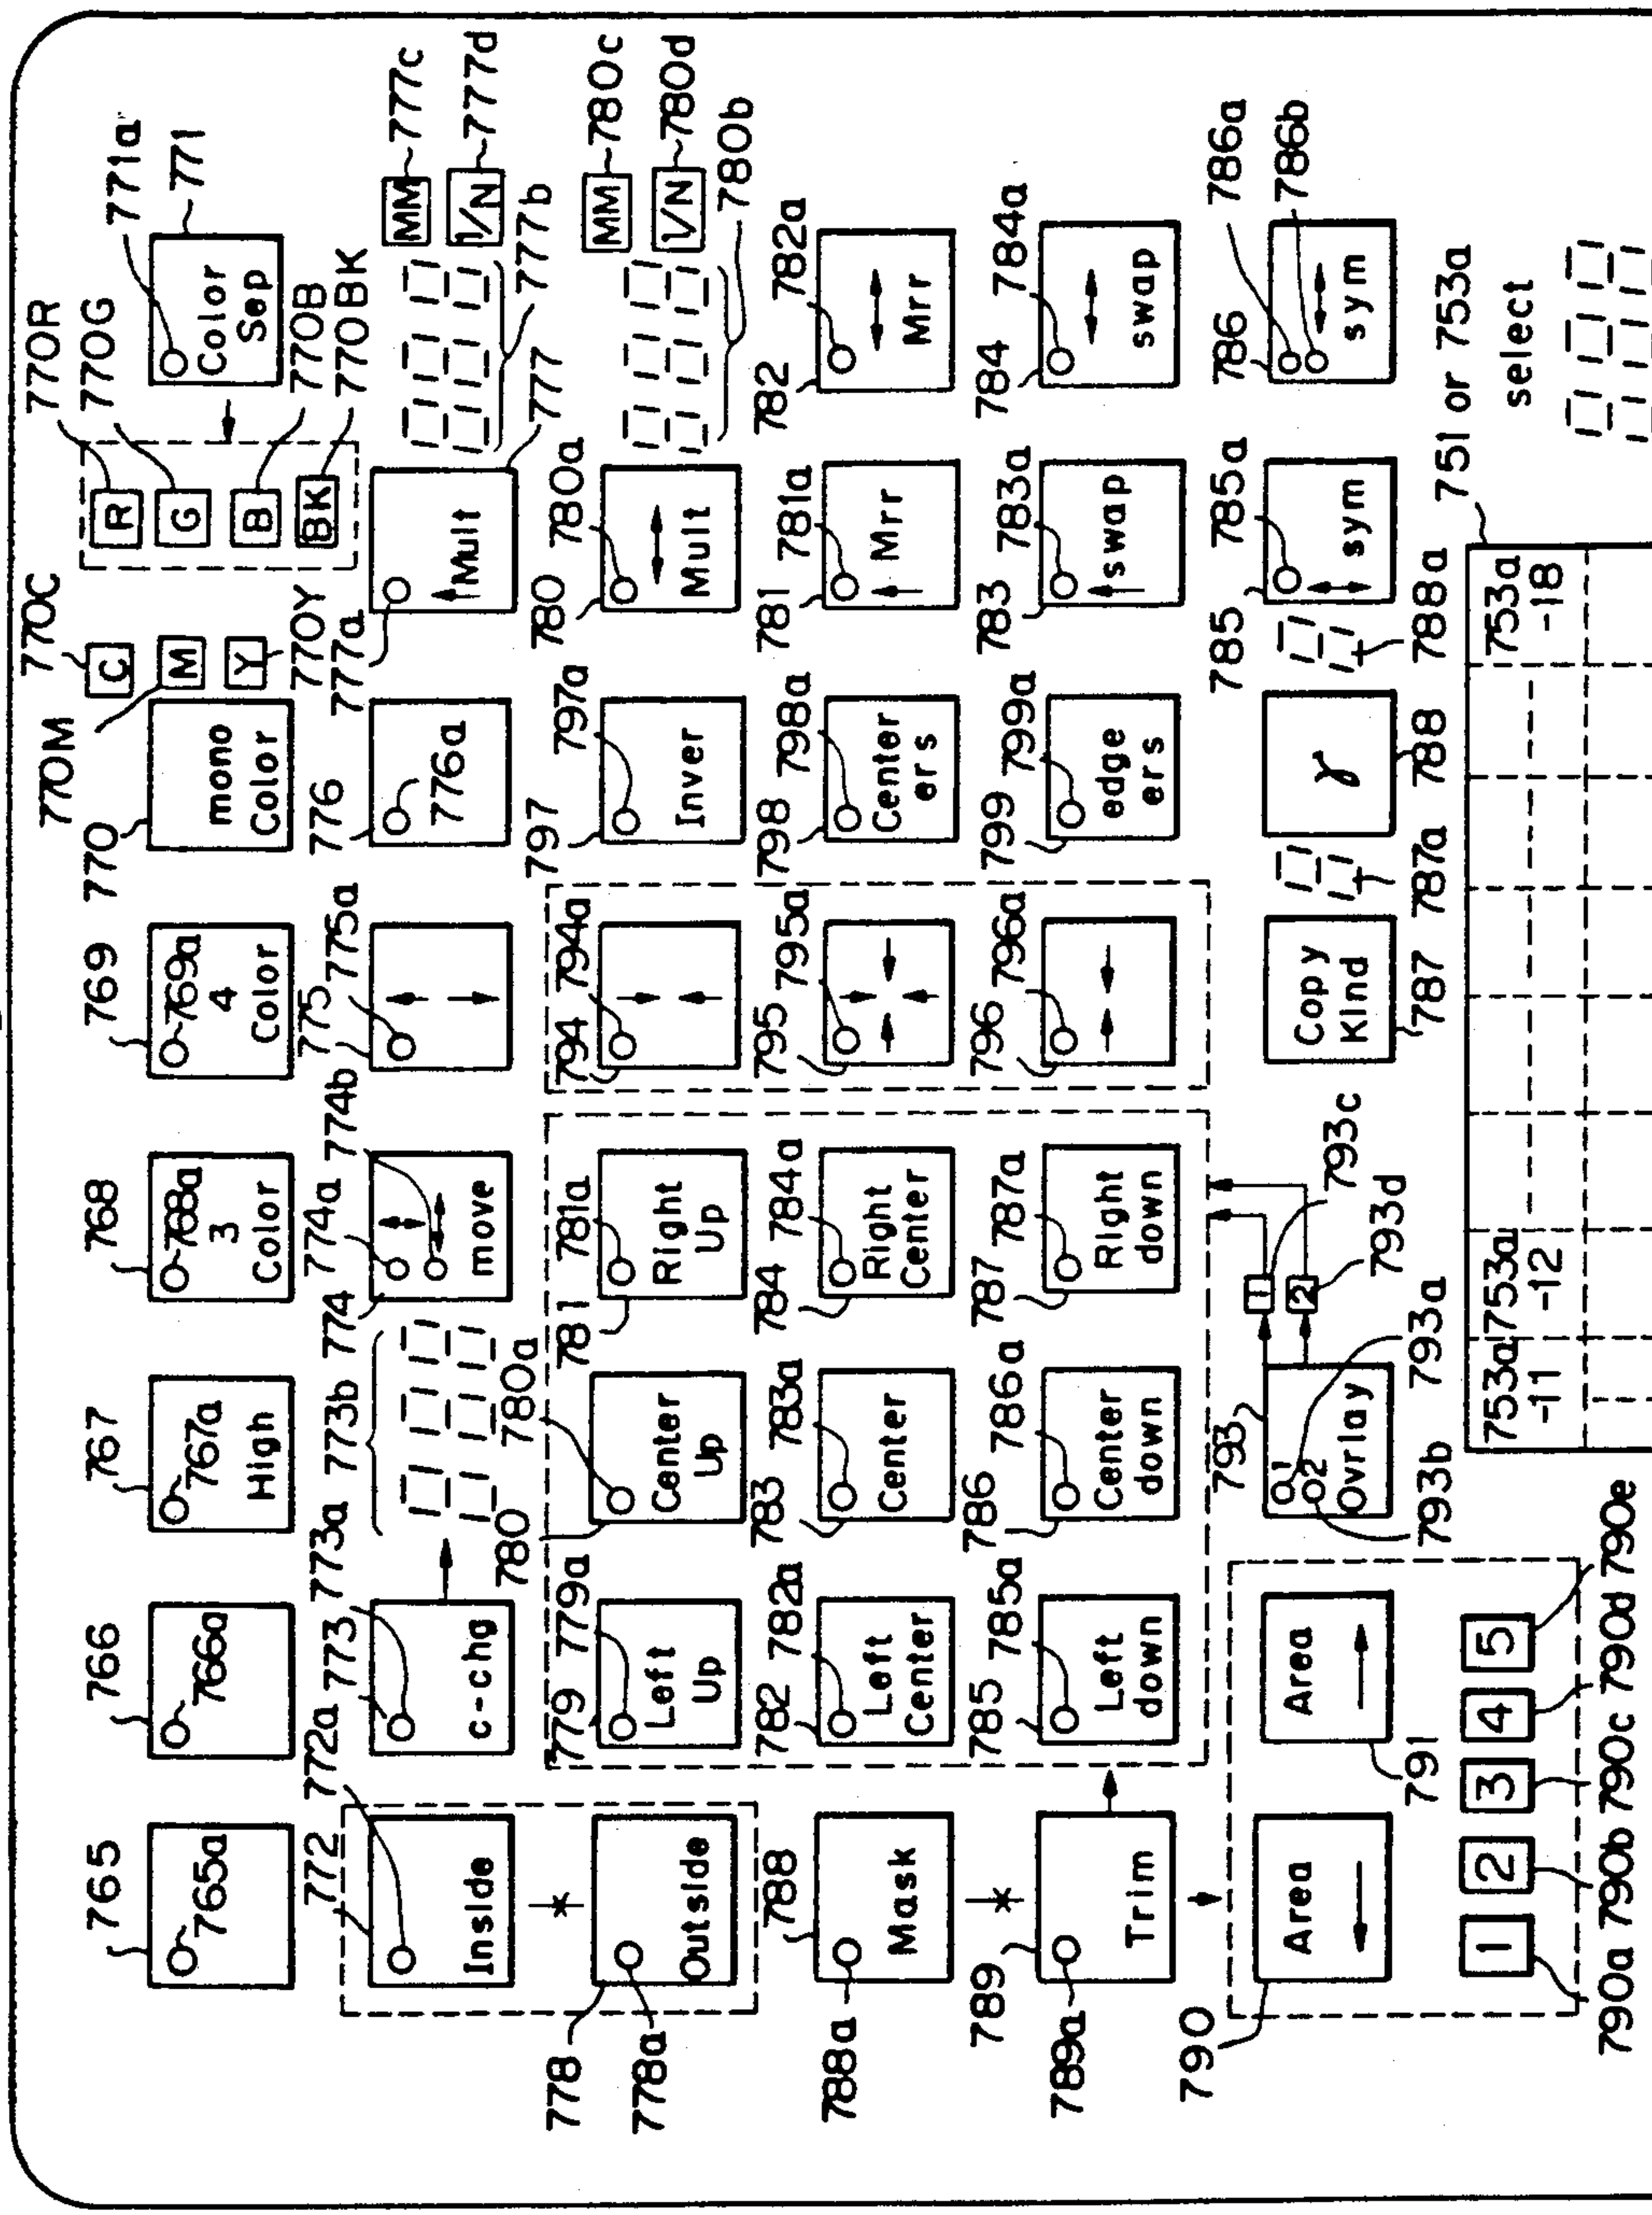 765 766 767 768 769 770 770M 770C 770R 770G 771a 771
765a 766a 767a High 768a 3 Color 769a 4 Color mono Color C M Y R G B BK Color Sep
770Y 770B 770BK
772 772a 773 773a 773b 774 774a 774b 775 775a 776 777a
Inside c-chg move 776a Mult MM 777c
1/N 777d
777 777b
778 779 779a 780 780a 781 781a 794 794a 797 797a 780 780a
Outside Left Up Center Up Right Up Inver Mult MM 780c
1/N 780d
778a 780b
788 782 782a 783 783a 784 784a 795 795a 798 798a 781 781a 782 782a
Mask Left Center Center Right Center Center ers Mrr Mrr
788a
789 785 785a 786 786a 787 787a 796 796a 799 799a 783 783a 784 784a
Trim Left down Center down Right down edge ers swap swap
789a
790 793 1 793c 785 785a 786 786a
2 793d 786b
Area Area O1 O2 Ovrlay Copy KInd γ sym sym
791 793b 793a 787 787a 788 788a
1 2 3 4 5
790a 790b 790c 790d 790e
753a -11 753a -12 753a -18
751 or 753a
select